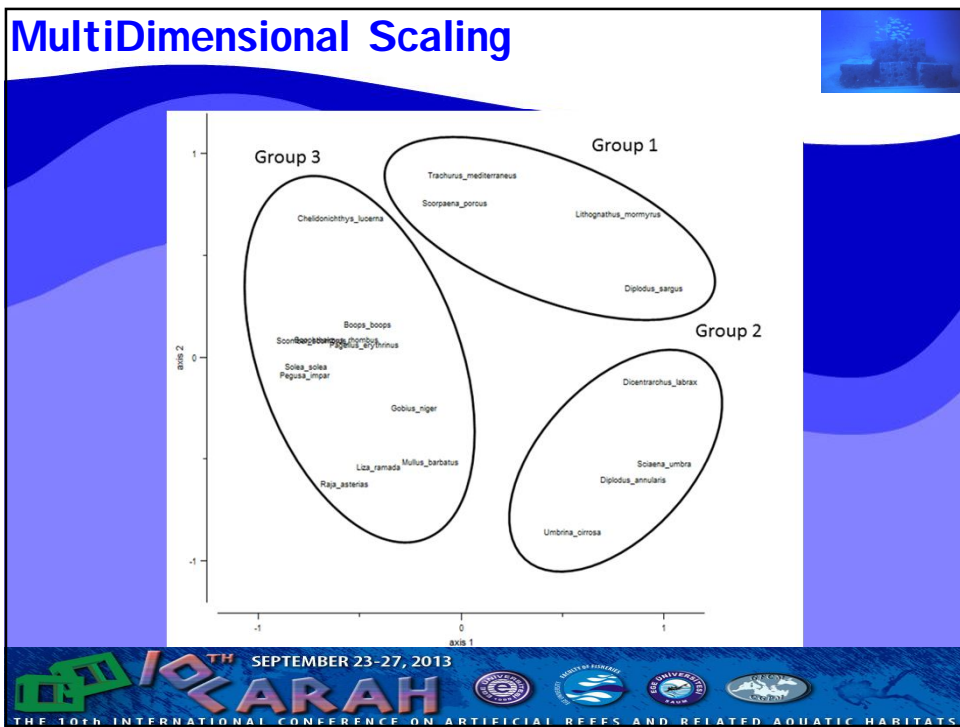 MultiDimensional Scaling
Group 1
Group 3
Trachurus_mediterraneus
Scorpaena_porcus
Lithognathus_mormyrus
Chelidonichthys_lucerna
Diplodus_sargus
Group 2
Boops_boops
Pagellus_erythrinus
Solea_solea
Pegusa_impar
Dicentrarchus_labrax
Gobius_niger
Mullus_barbatus
Liza_ramada
Raja_asterias
Sciaena_umbra
Diplodus_annularis
Umbrina_cirrosa
1
0
-1
axis 2
-1 0 1
axis 1
10TH SEPTEMBER 23-27, 2013
CARAH
THE 10th INTERNATIONAL CONFERENCE ON ARTIFICIAL REEFS AND RELATED AQUATIC HABITATS